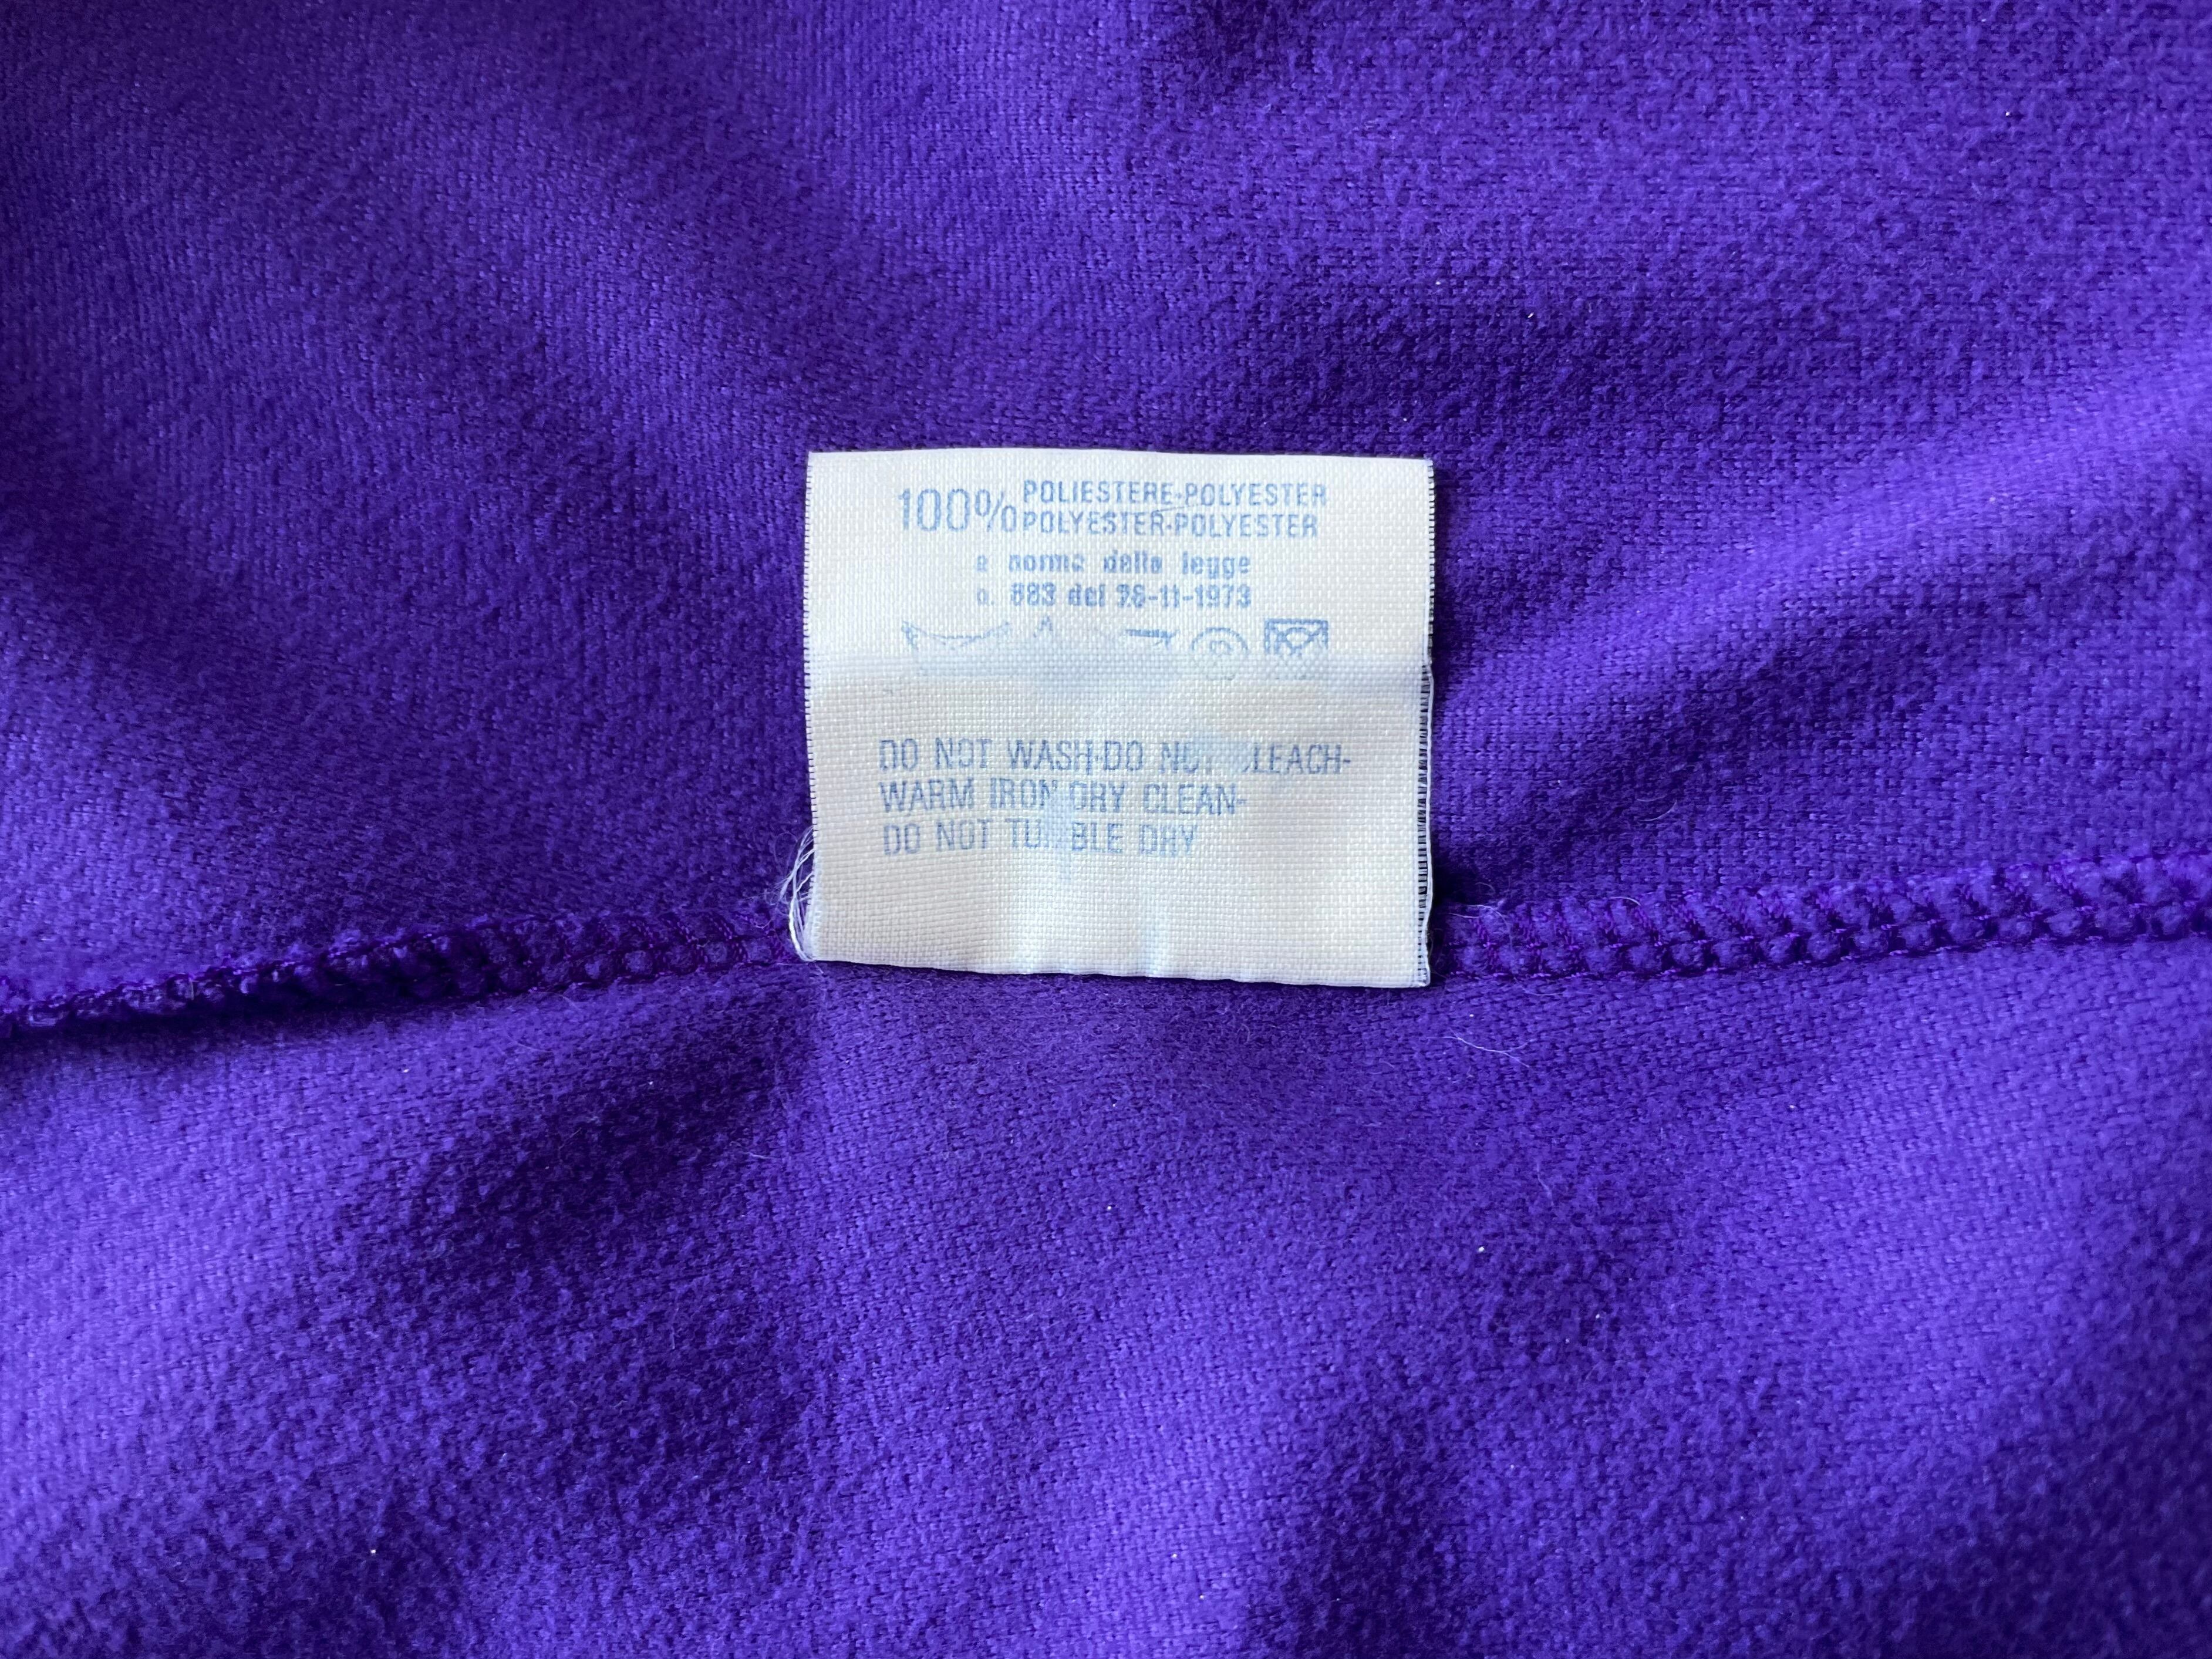 100% POLIESTERE-POLYESTER
POLYESTER-POLYESTER
a norma della legge
n. 883 del 26-11-1973
DO NOT WASH-DO NOT BLEACH-
WARM IRON-DRY CLEAN-
DO NOT TUMBLE DRY